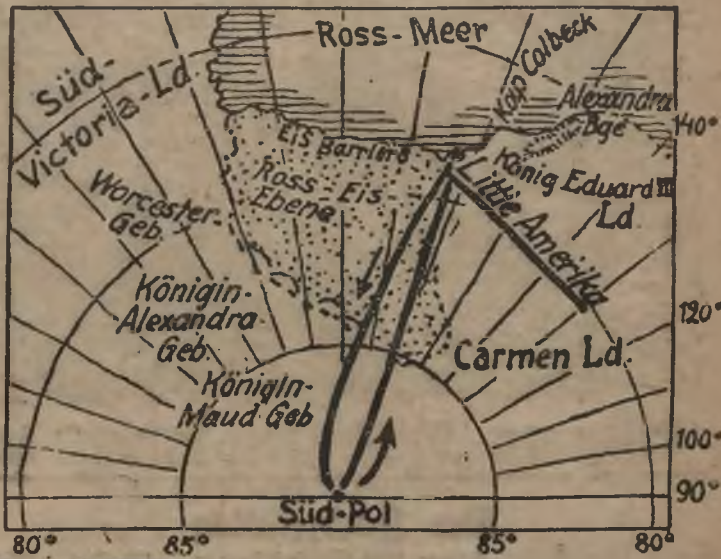 Ross-Meer
Süd-
Victoria-Ld.
Kap Colbeck
Alexandra
Bge
140°
Eis Barriere
Ross-Eis
Ebene
Little Amerika
König Eduard III
Ld
Worcester-
Geb.
Königin-
Alexandra
Geb.
120°
Carmen Ld.
Königin-
Maud Geb
100°
90°
Süd-Pol
80°
85°
85°
80°